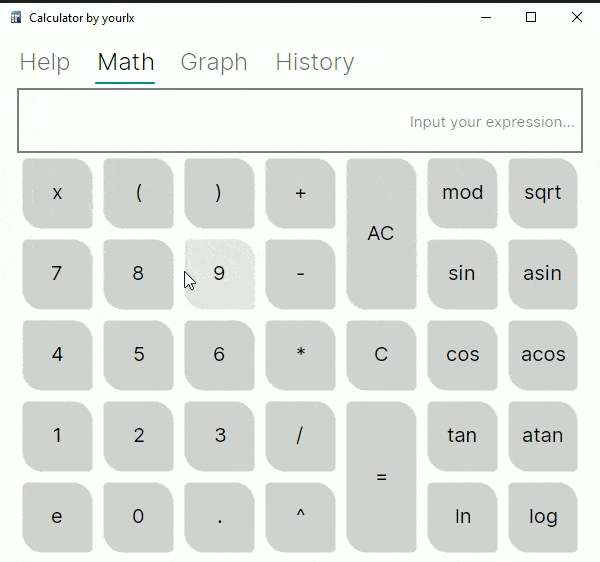 Calculator by yourlx
Help Math Graph History
Input your expression...
x ( ) + AC mod sqrt
7 8 9 - sin asin
4 5 6 * C cos acos
1 2 3 / = tan atan
e 0 . ^ ln log